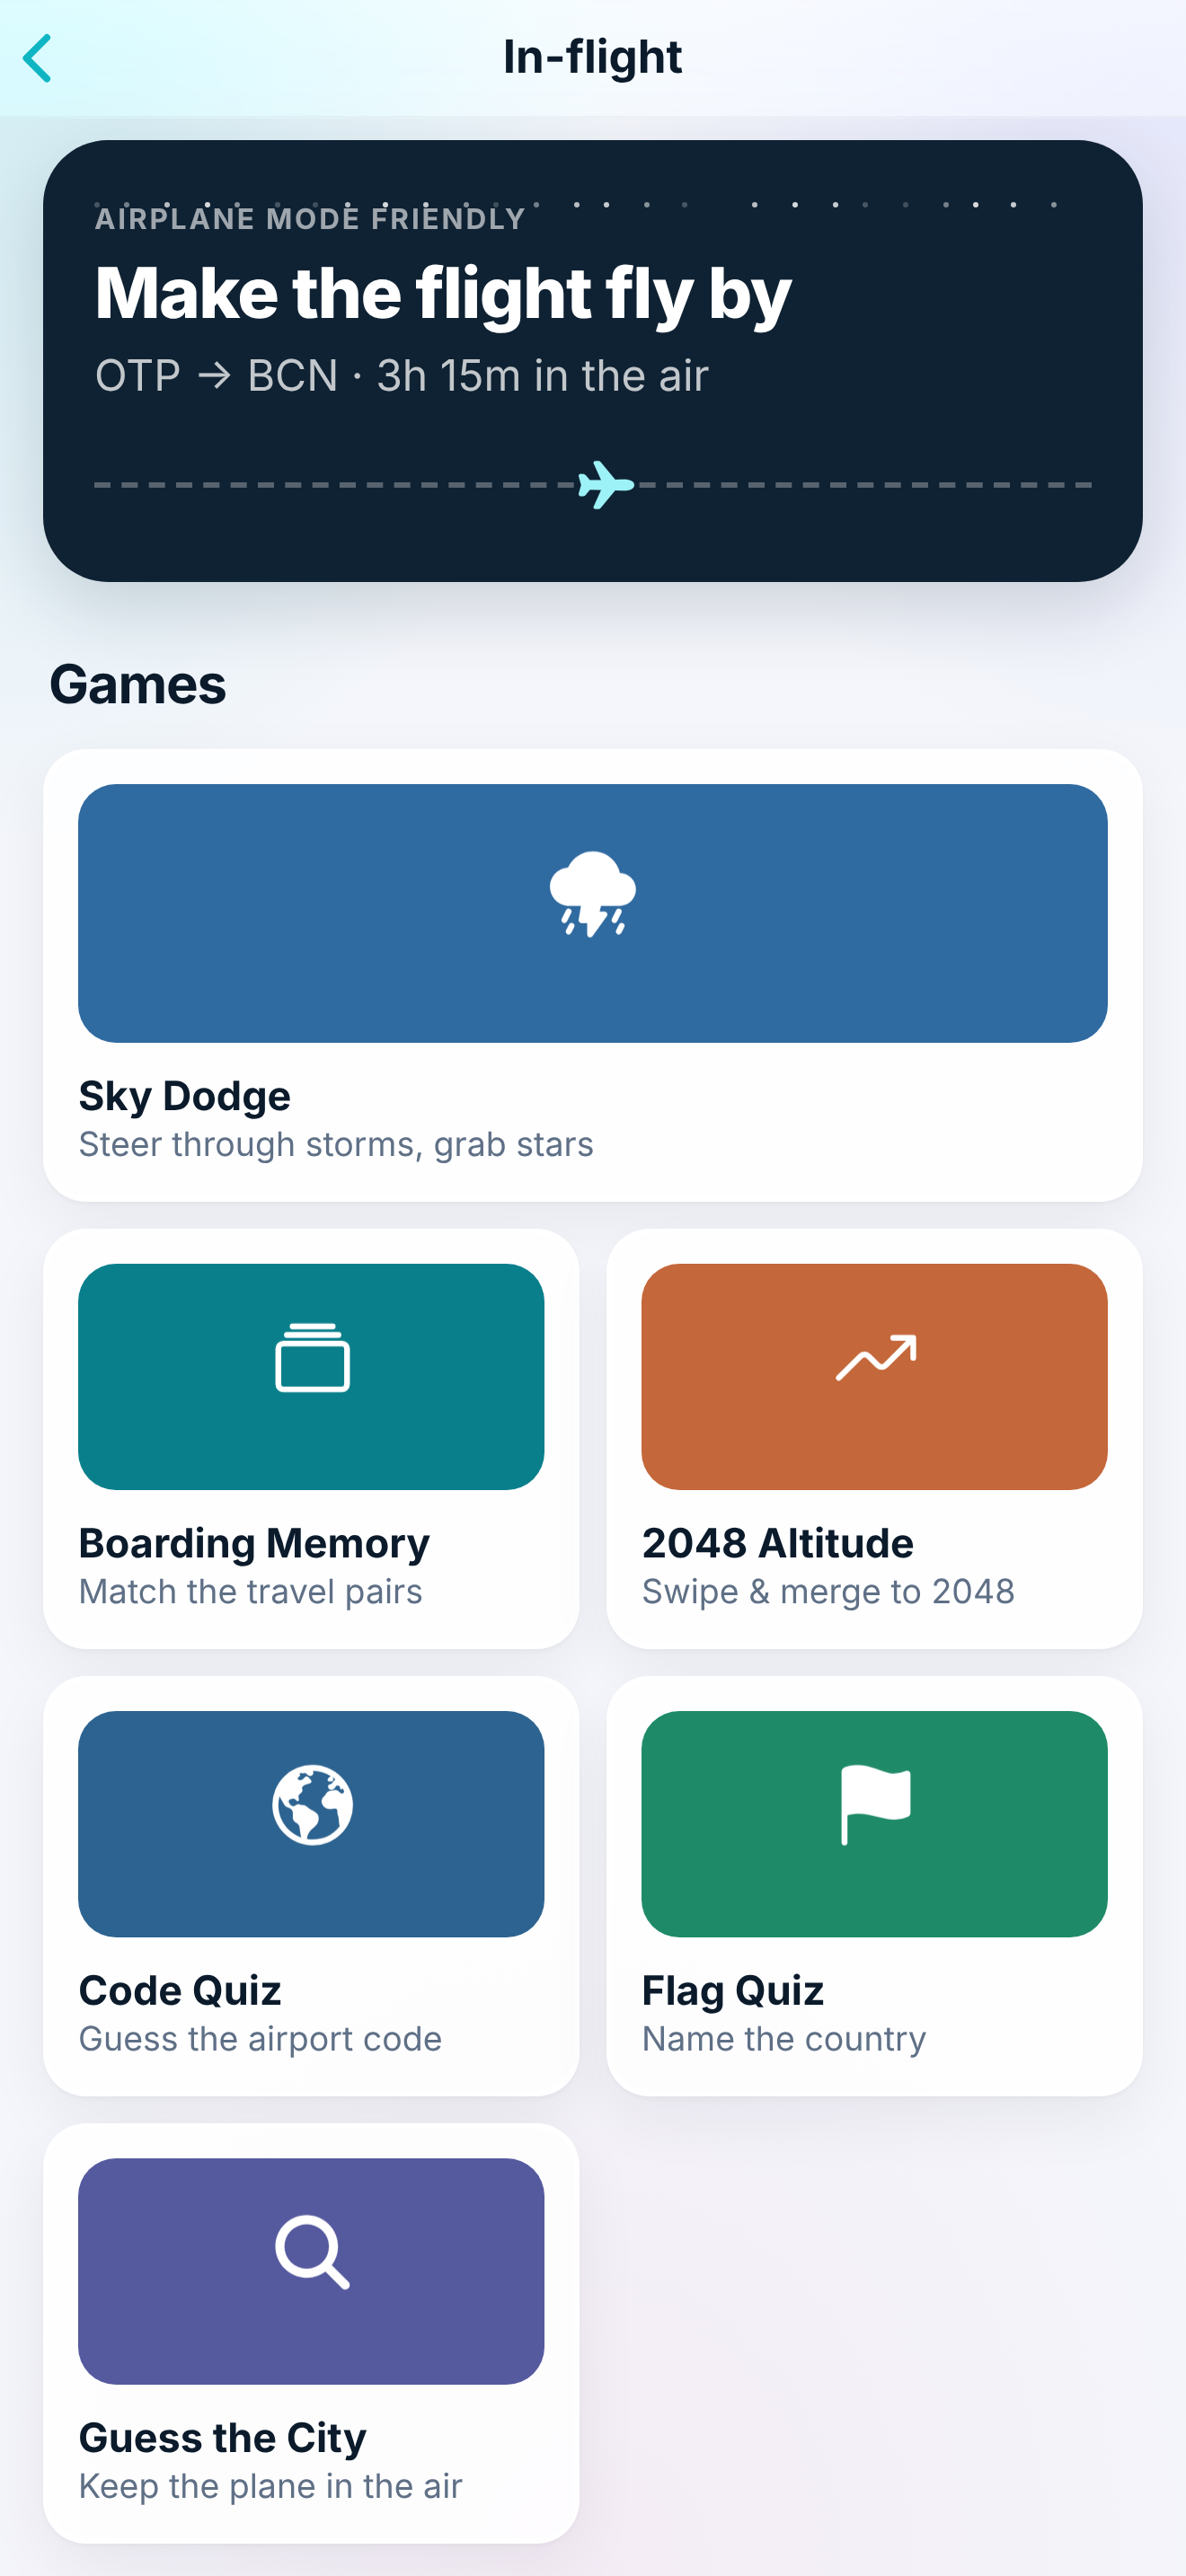 In-flight
AIRPLANE MODE FRIENDLY
Make the flight fly by
OTP → BCN · 3h 15m in the air
Games
Sky Dodge
Steer through storms, grab stars
Boarding Memory
Match the travel pairs
2048 Altitude
Swipe & merge to 2048
Code Quiz
Guess the airport code
Flag Quiz
Name the country
Guess the City
Keep the plane in the air